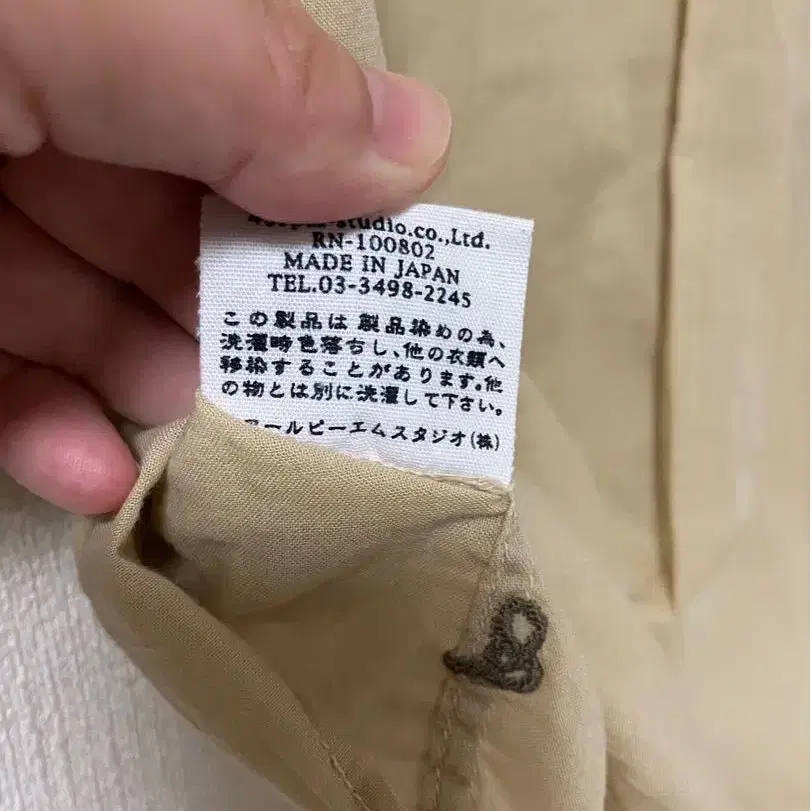 studio.co.,Ltd.
RN-100802
MADE IN JAPAN
TEL.03-3498-2245
この製品は製品染めの為、
洗濯時色落ちし、他の衣類へ
移染することがあります。他
の物とは別に洗濯して下さい。
アールピーエムスタジオ(株)